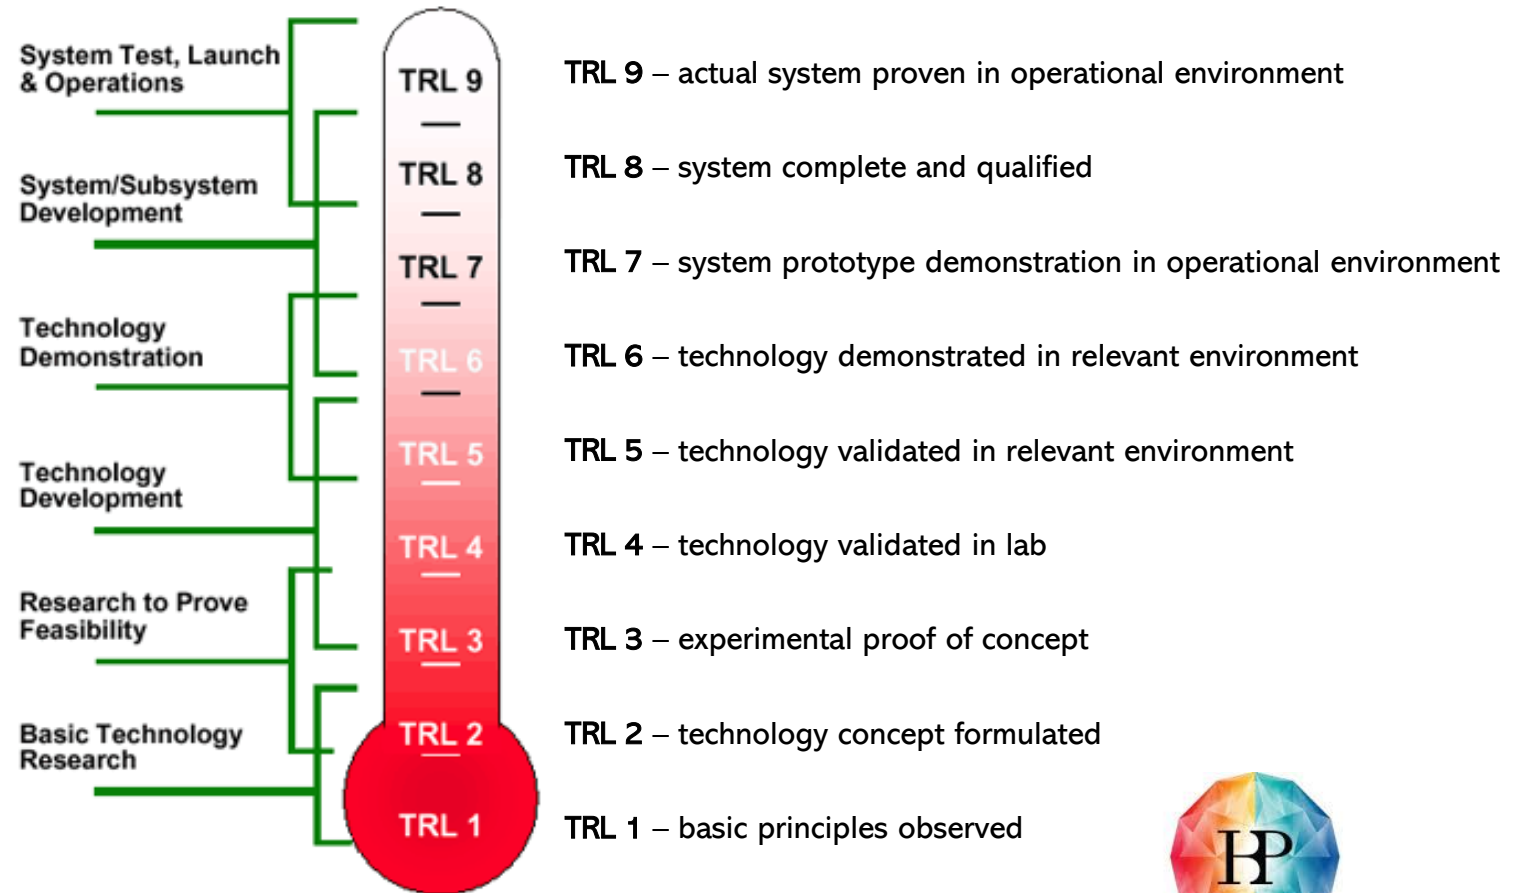 System Test, Launch
& Operations
System/Subsystem
Development
Technology
Demonstration
Technology
Development
Research to Prove
Feasibility
Basic Technology
Research
TRL 9
TRL 8
TRL 7
TRL 6
TRL 5
TRL 4
TRL 3
TRL 2
TRL 1
TRL 9 – actual system proven in operational environment
TRL 8 – system complete and qualified
TRL 7 – system prototype demonstration in operational environment
TRL 6 – technology demonstrated in relevant environment
TRL 5 – technology validated in relevant environment
TRL 4 – technology validated in lab
TRL 3 – experimental proof of concept
TRL 2 – technology concept formulated
TRL 1 – basic principles observed